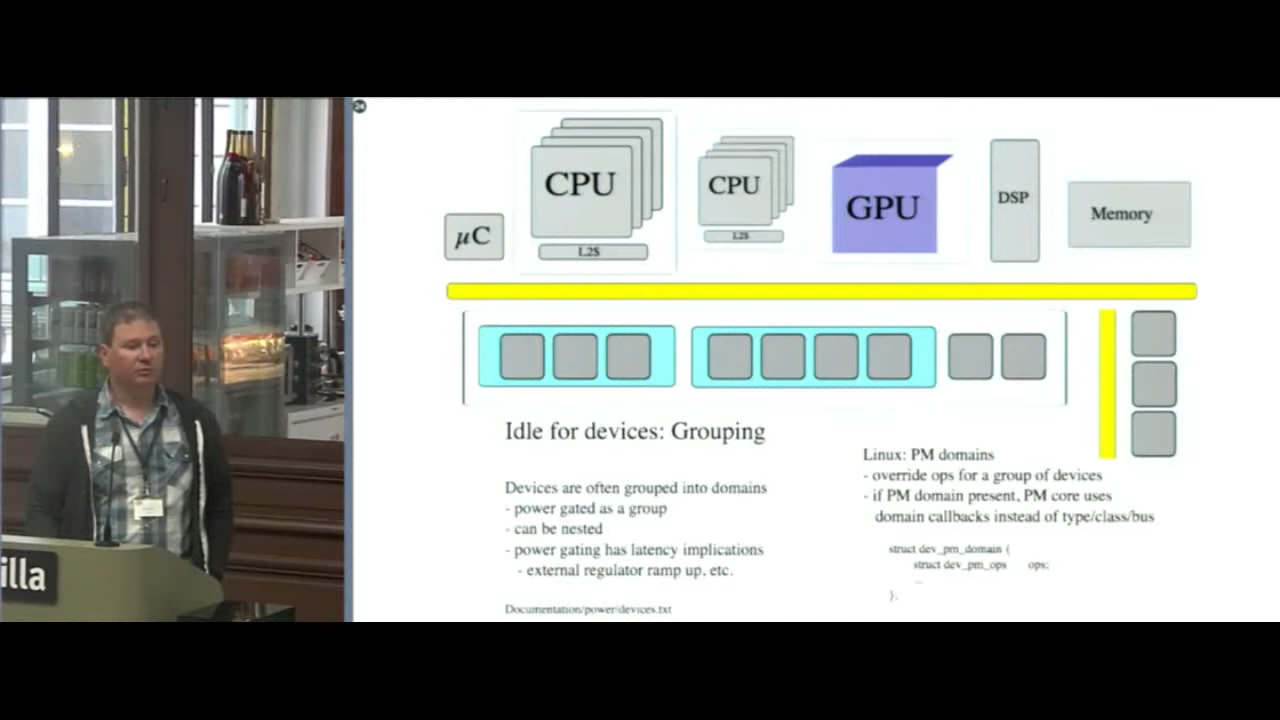 24
CPU
L2$
CPU
L2$
GPU
DSP
Memory
μC
Idle for devices: Grouping
Devices are often grouped into domains
- power gated as a group
- can be nested
- power gating has latency implications
- external regulator ramp up, etc.
Documentation/power/devices.txt
Linux: PM domains
- override ops for a group of devices
- if PM domain present, PM core uses
domain callbacks instead of type/class/bus
struct dev_pm_domain {
struct dev_pm_ops ops;
...
};
illa